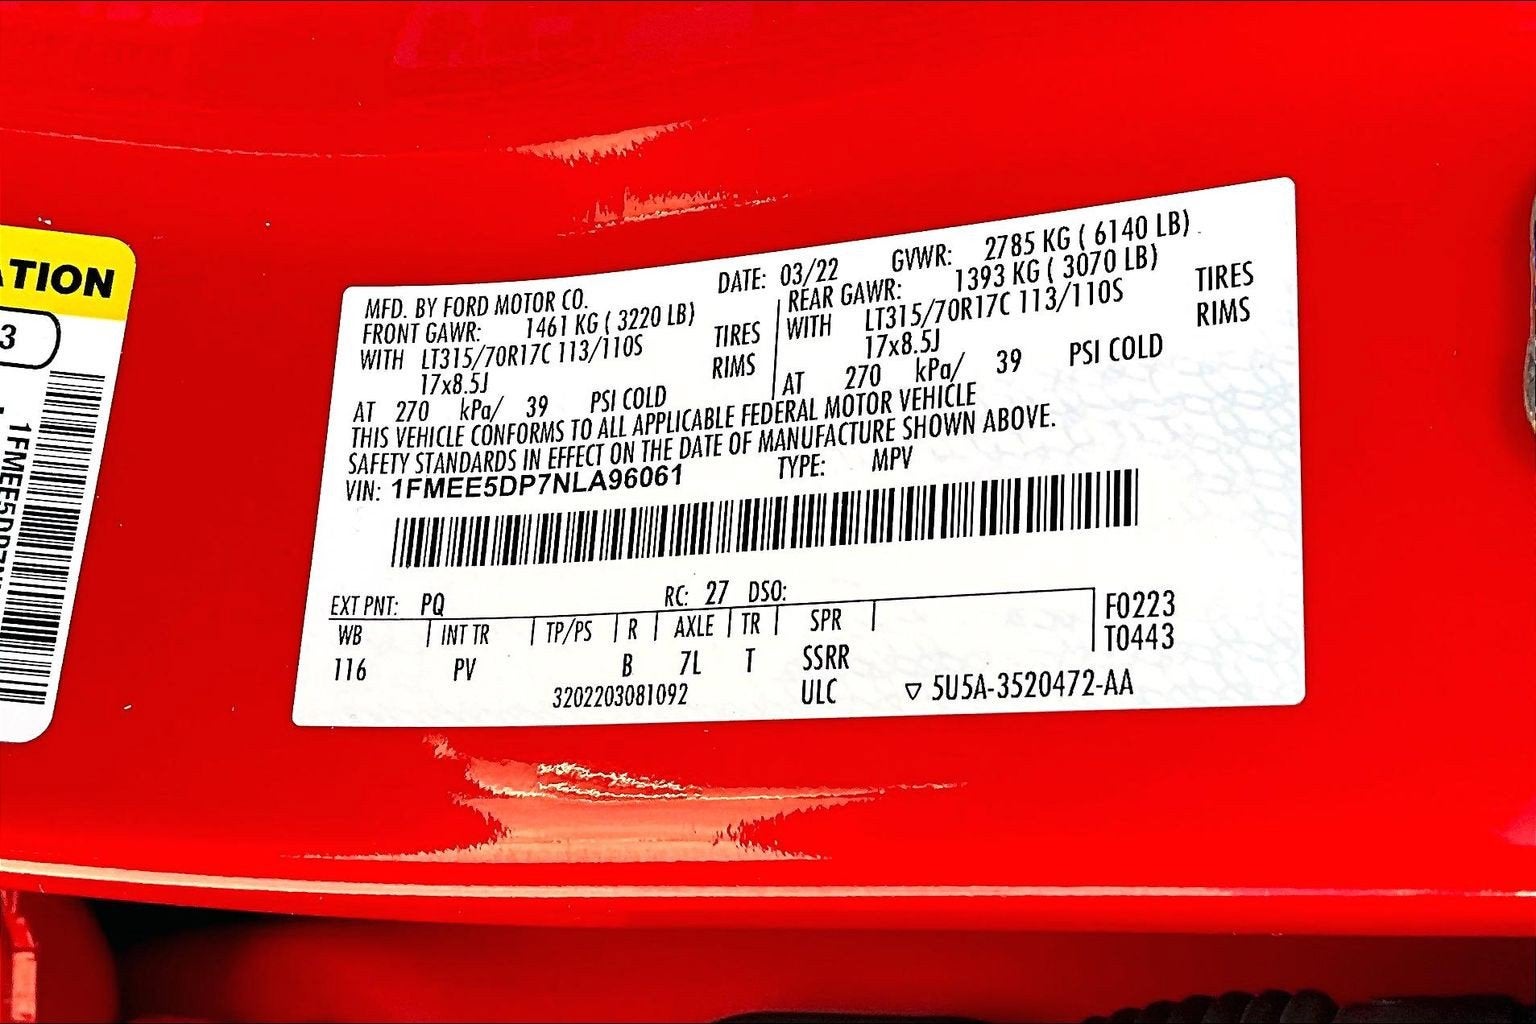 ATION
3
1FMEE5DP7N
MFD. BY FORD MOTOR CO.
DATE: 03/22
GVWR: 2785 KG ( 6140 LB)
FRONT GAWR: 1461 KG ( 3220 LB)
WITH LT315/70R17C 113/110S TIRES
17x8.5J RIMS
AT 270 kPa/ 39 PSI COLD
REAR GAWR: 1393 KG ( 3070 LB)
WITH LT315/70R17C 113/110S TIRES
17x8.5J RIMS
AT 270 kPa/ 39 PSI COLD
THIS VEHICLE CONFORMS TO ALL APPLICABLE FEDERAL MOTOR VEHICLE
SAFETY STANDARDS IN EFFECT ON THE DATE OF MANUFACTURE SHOWN ABOVE.
VIN: 1FMEE5DP7NLA96061 TYPE: MPV
EXT PNT: PQ RC: 27 DSO:
WB INT TR TP/PS R AXLE TR SPR
116 PV B 7L T SSRR
3202203081092 ULC ▽ 5U5A-3520472-AA
F0223
T0443